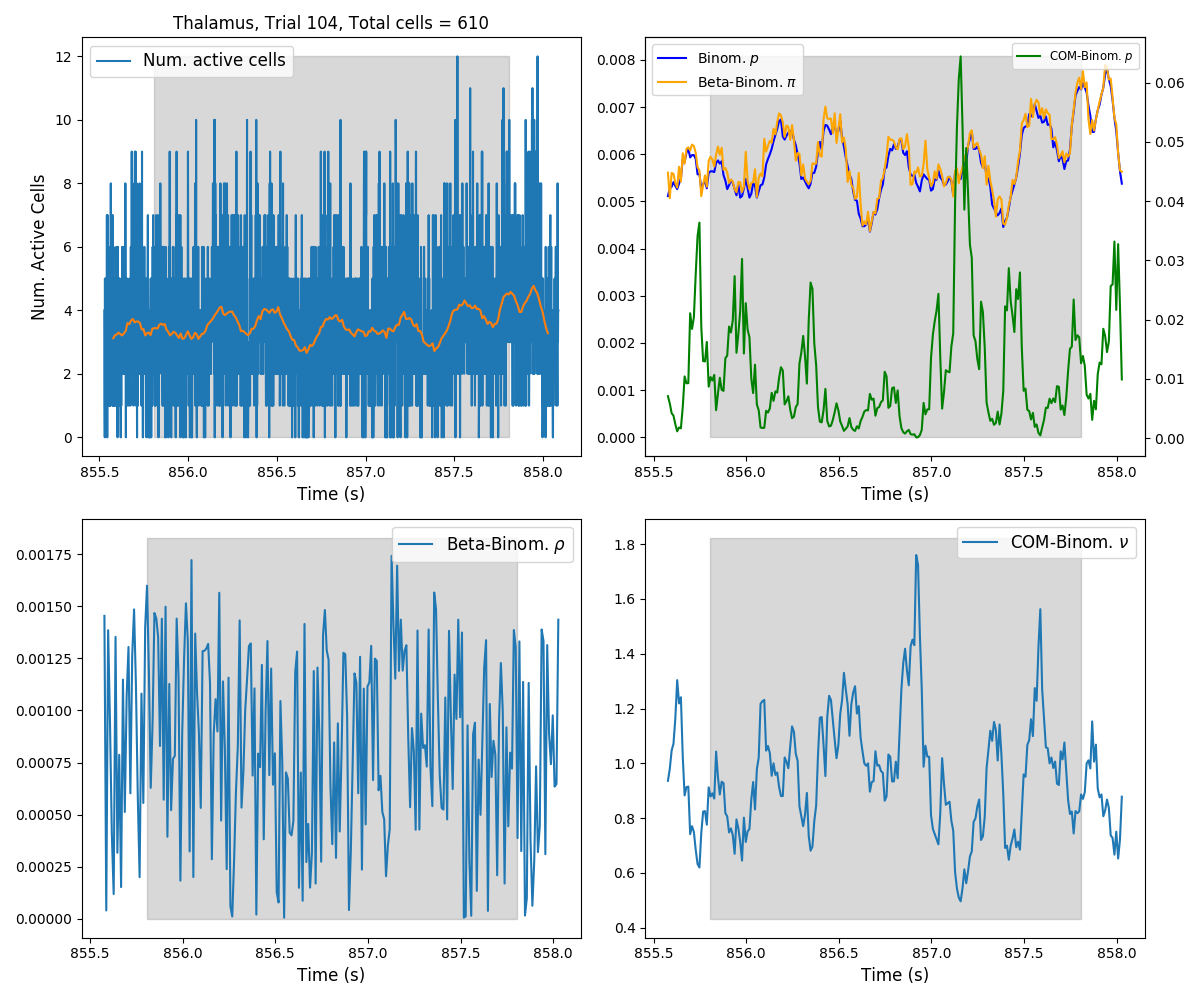 Thalamus, Trial 104, Total cells = 610
Num. active cells
12
10
8
6
4
2
0
Num. Active Cells
855.5 856.0 856.5 857.0 857.5 858.0
Time (s)
Binom. p
Beta-Binom. π
COM-Binom. p
0.008
0.007
0.006
0.005
0.004
0.003
0.002
0.001
0.000
0.06
0.05
0.04
0.03
0.02
0.01
0.00
855.5 856.0 856.5 857.0 857.5 858.0
Time (s)
Beta-Binom. ρ
0.00175
0.00150
0.00125
0.00100
0.00075
0.00050
0.00025
0.00000
855.5 856.0 856.5 857.0 857.5 858.0
Time (s)
COM-Binom. ν
1.8
1.6
1.4
1.2
1.0
0.8
0.6
0.4
855.5 856.0 856.5 857.0 857.5 858.0
Time (s)